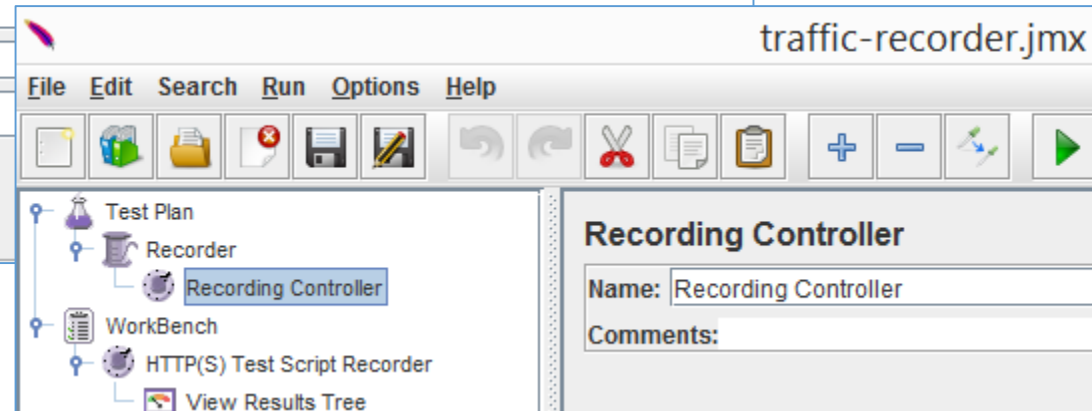 traffic-recorder.jmx
File Edit Search Run Options Help
Test Plan
Recorder
Recording Controller
WorkBench
HTTP(S) Test Script Recorder
View Results Tree
Recording Controller
Name: Recording Controller
Comments: